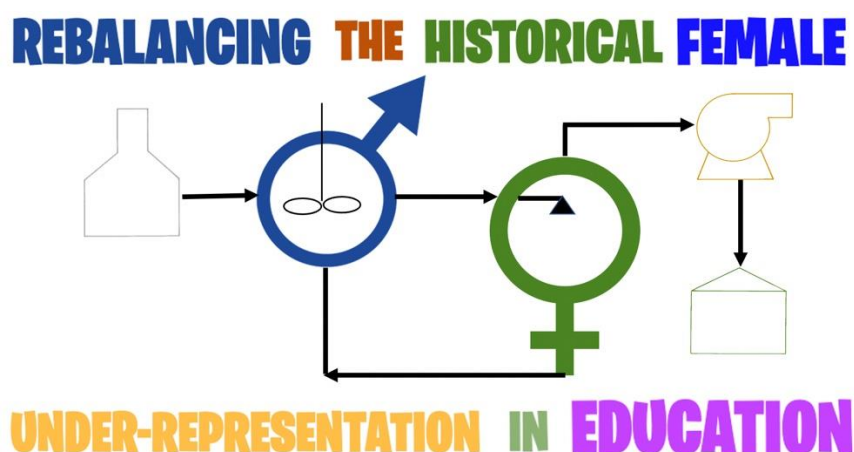 REBALANCING THE HISTORICAL FEMALE
UNDER-REPRESENTATION IN EDUCATION